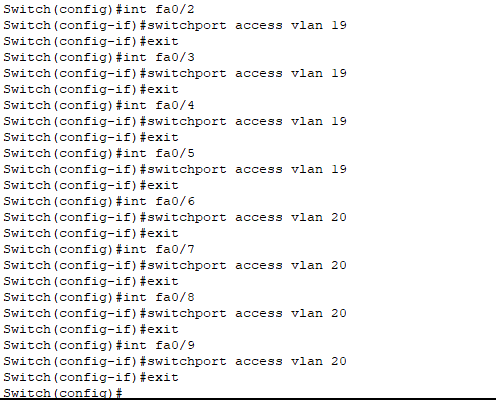 Switch(config)#int fa0/2
Switch(config-if)#switchport access vlan 19
Switch(config-if)#exit
Switch(config)#int fa0/3
Switch(config-if)#switchport access vlan 19
Switch(config-if)#exit
Switch(config)#int fa0/4
Switch(config-if)#switchport access vlan 19
Switch(config-if)#exit
Switch(config)#int fa0/5
Switch(config-if)#switchport access vlan 19
Switch(config-if)#exit
Switch(config)#int fa0/6
Switch(config-if)#switchport access vlan 20
Switch(config-if)#exit
Switch(config)#int fa0/7
Switch(config-if)#switchport access vlan 20
Switch(config-if)#exit
Switch(config)#int fa0/8
Switch(config-if)#switchport access vlan 20
Switch(config-if)#exit
Switch(config)#int fa0/9
Switch(config-if)#switchport access vlan 20
Switch(config-if)#exit
Switch(config)#